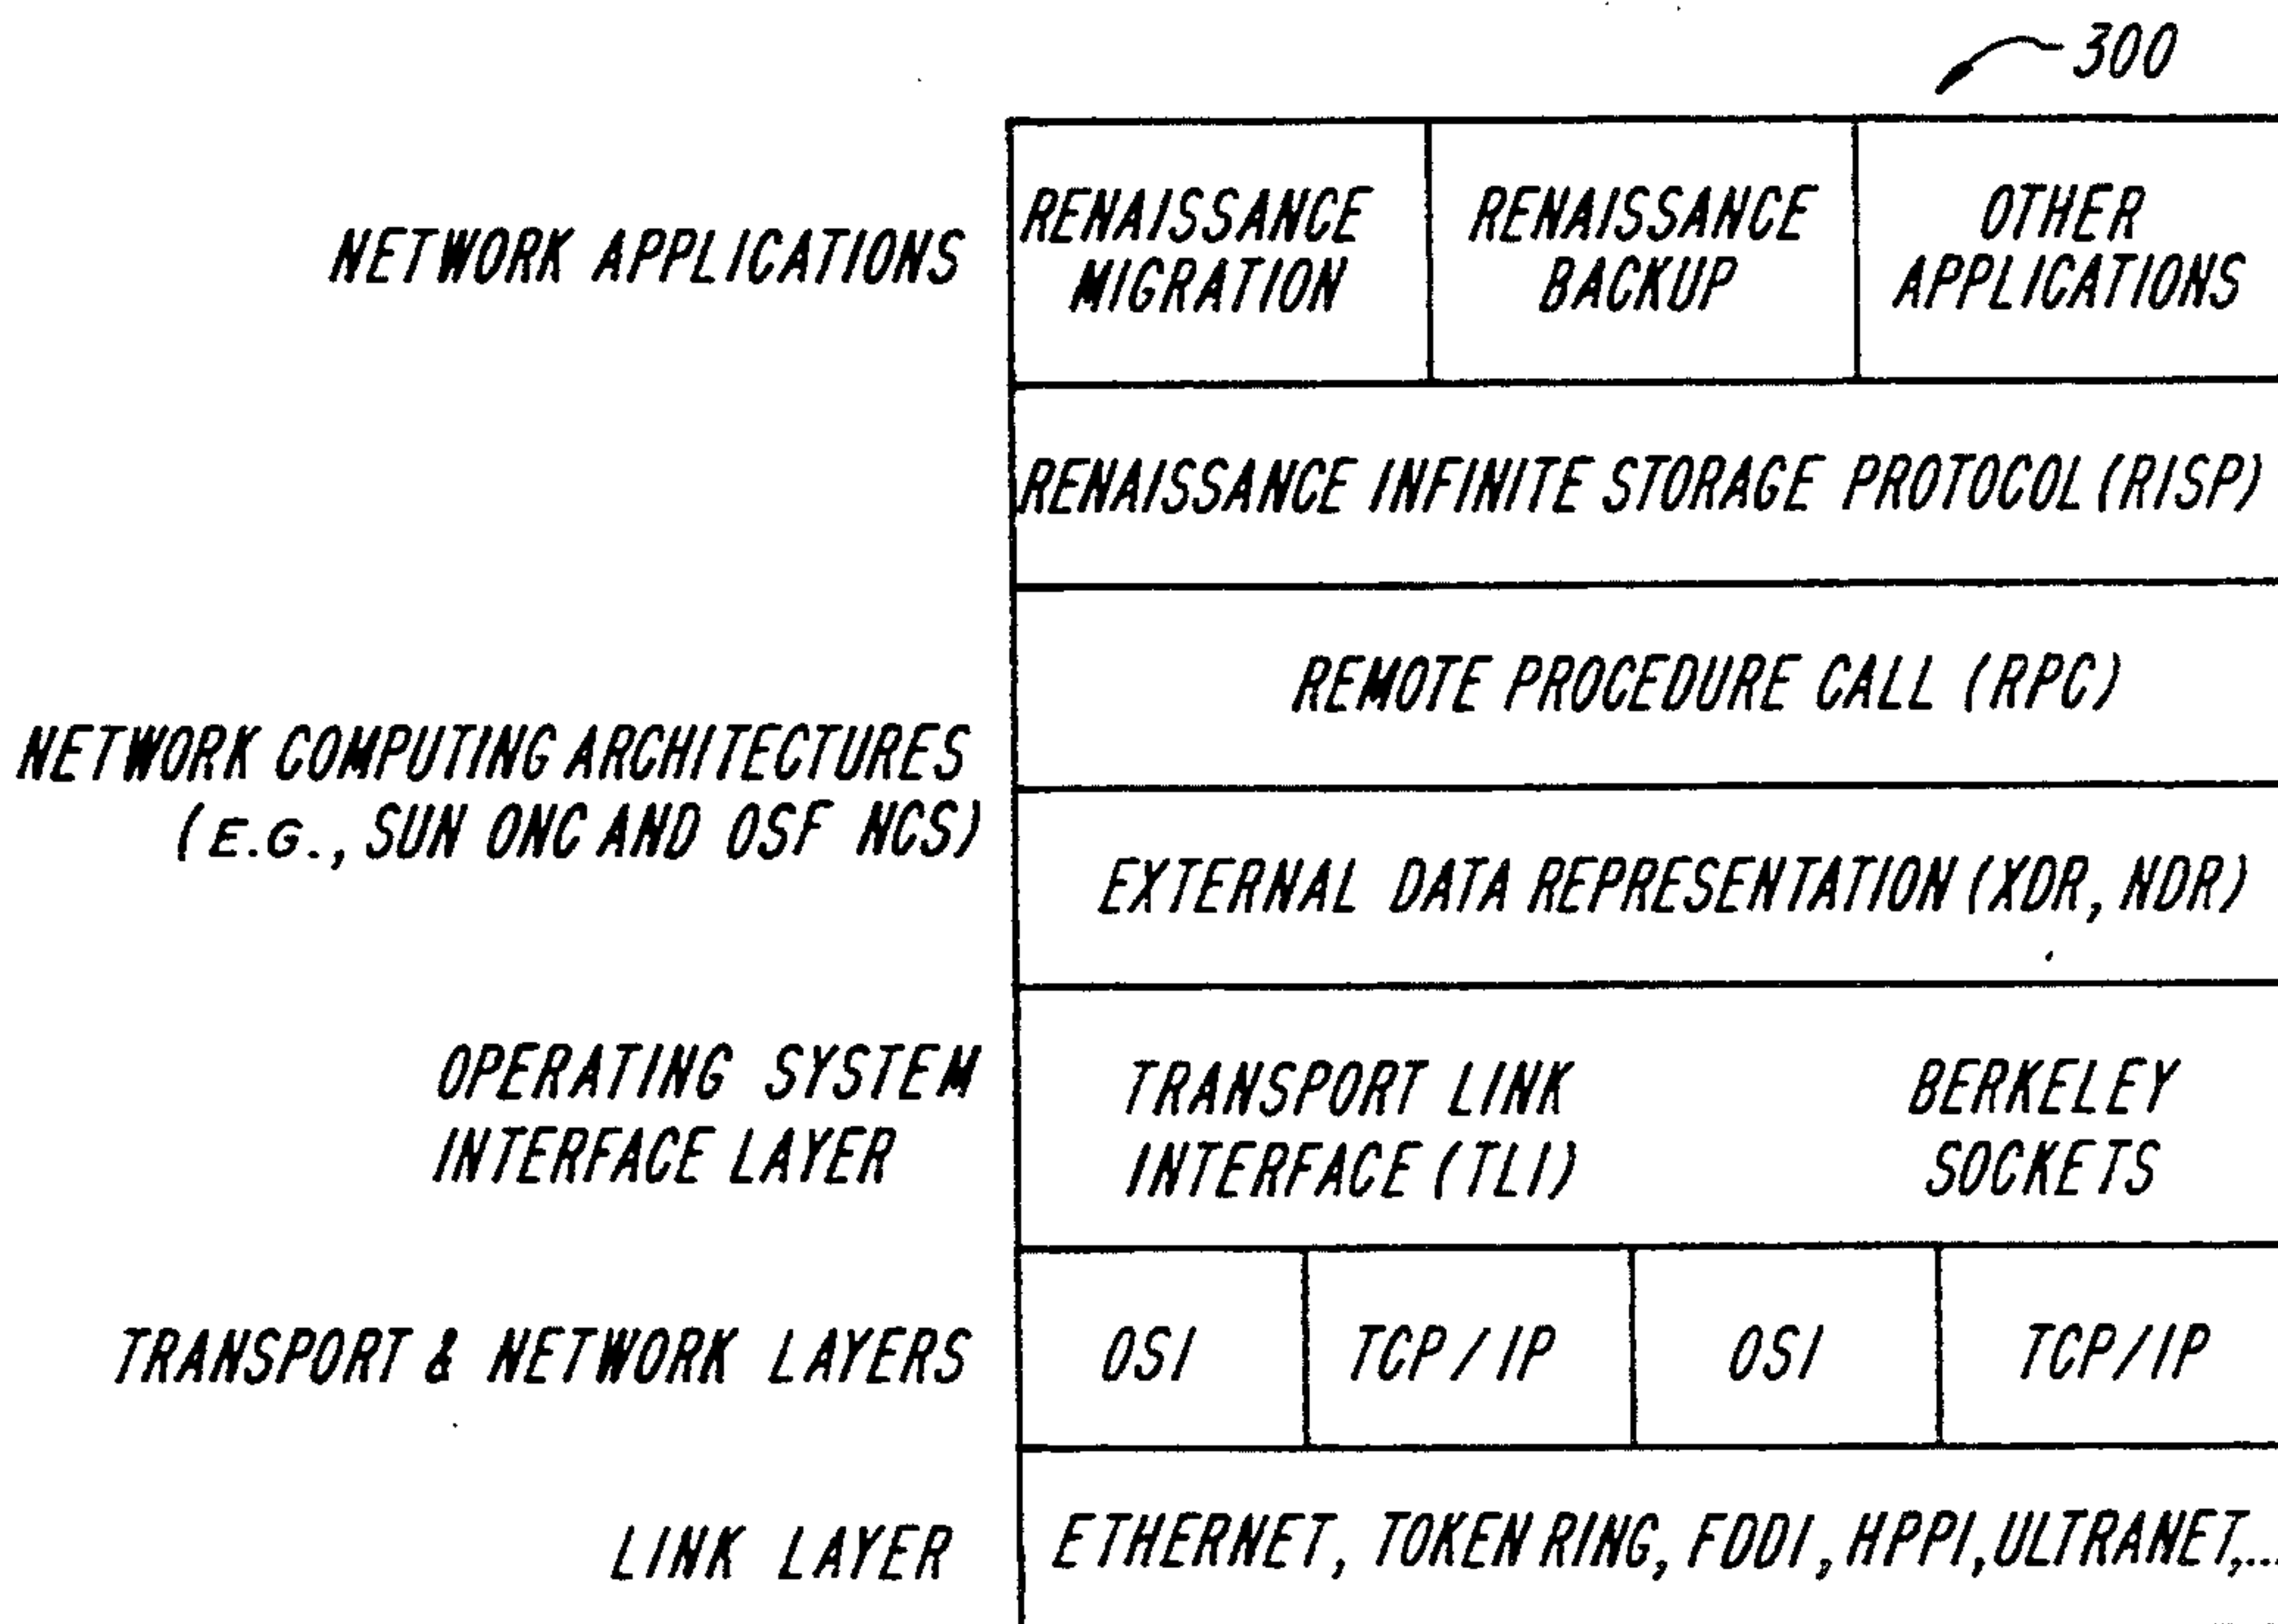 300
NETWORK APPLICATIONS
RENAISSANCE
MIGRATION
RENAISSANCE
BACKUP
OTHER
APPLICATIONS
RENAISSANCE INFINITE STORAGE PROTOCOL (RISP)
REMOTE PROCEDURE CALL (RPC)
NETWORK COMPUTING ARCHITECTURES
(E.G., SUN ONC AND OSF NCS)
EXTERNAL DATA REPRESENTATION (XDR, NDR)
OPERATING SYSTEM
INTERFACE LAYER
TRANSPORT LINK
INTERFACE (TLI)
BERKELEY
SOCKETS
TRANSPORT & NETWORK LAYERS
OSI
TCP/IP
OSI
TCP/IP
LINK LAYER
ETHERNET, TOKEN RING, FDDI, HPPI, ULTRANET,...